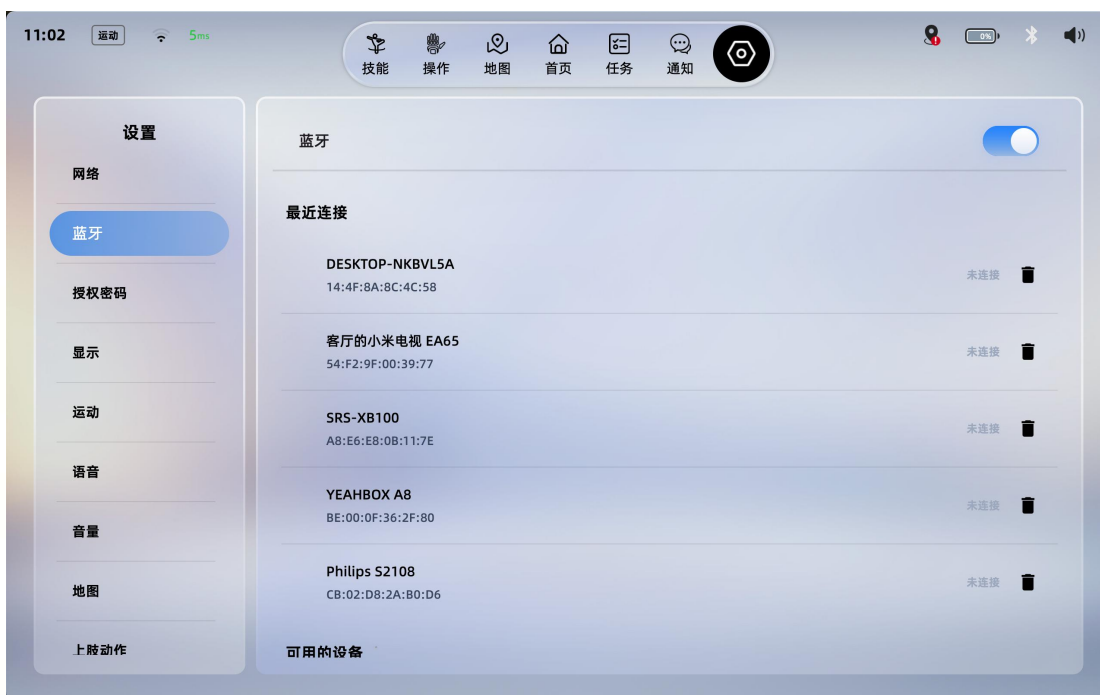 11:02 运动 5ms 0%
技能 操作 地图 首页 任务 通知
设置
网络
蓝牙
授权密码
显示
运动
语音
音量
地图
上肢动作
蓝牙
最近连接
DESKTOP-NKBVL5A
14:4F:8A:8C:4C:58
未连接
客厅的小米电视 EA65
54:F2:9F:00:39:77
未连接
SRS-XB100
A8:E6:E8:0B:11:7E
未连接
YEAHBOX A8
BE:00:0F:36:2F:80
未连接
Philips S2108
CB:02:D8:2A:B0:D6
未连接
可用的设备